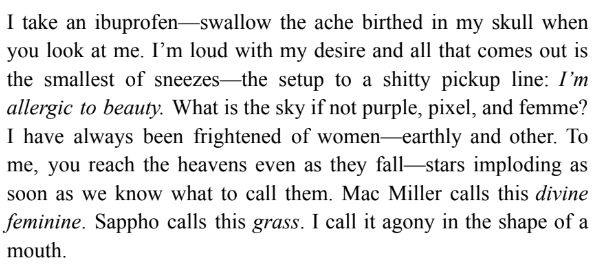 I take an ibuprofen—swallow the ache birthed in my skull when
you look at me. I’m loud with my desire and all that comes out is
the smallest of sneezes—the setup to a shitty pickup line: I’m
allergic to beauty. What is the sky if not purple, pixel, and femme?
I have always been frightened of women—earthly and other. To
me, you reach the heavens even as they fall—stars imploding as
soon as we know what to call them. Mac Miller calls this divine
feminine. Sappho calls this grass. I call it agony in the shape of a
mouth.